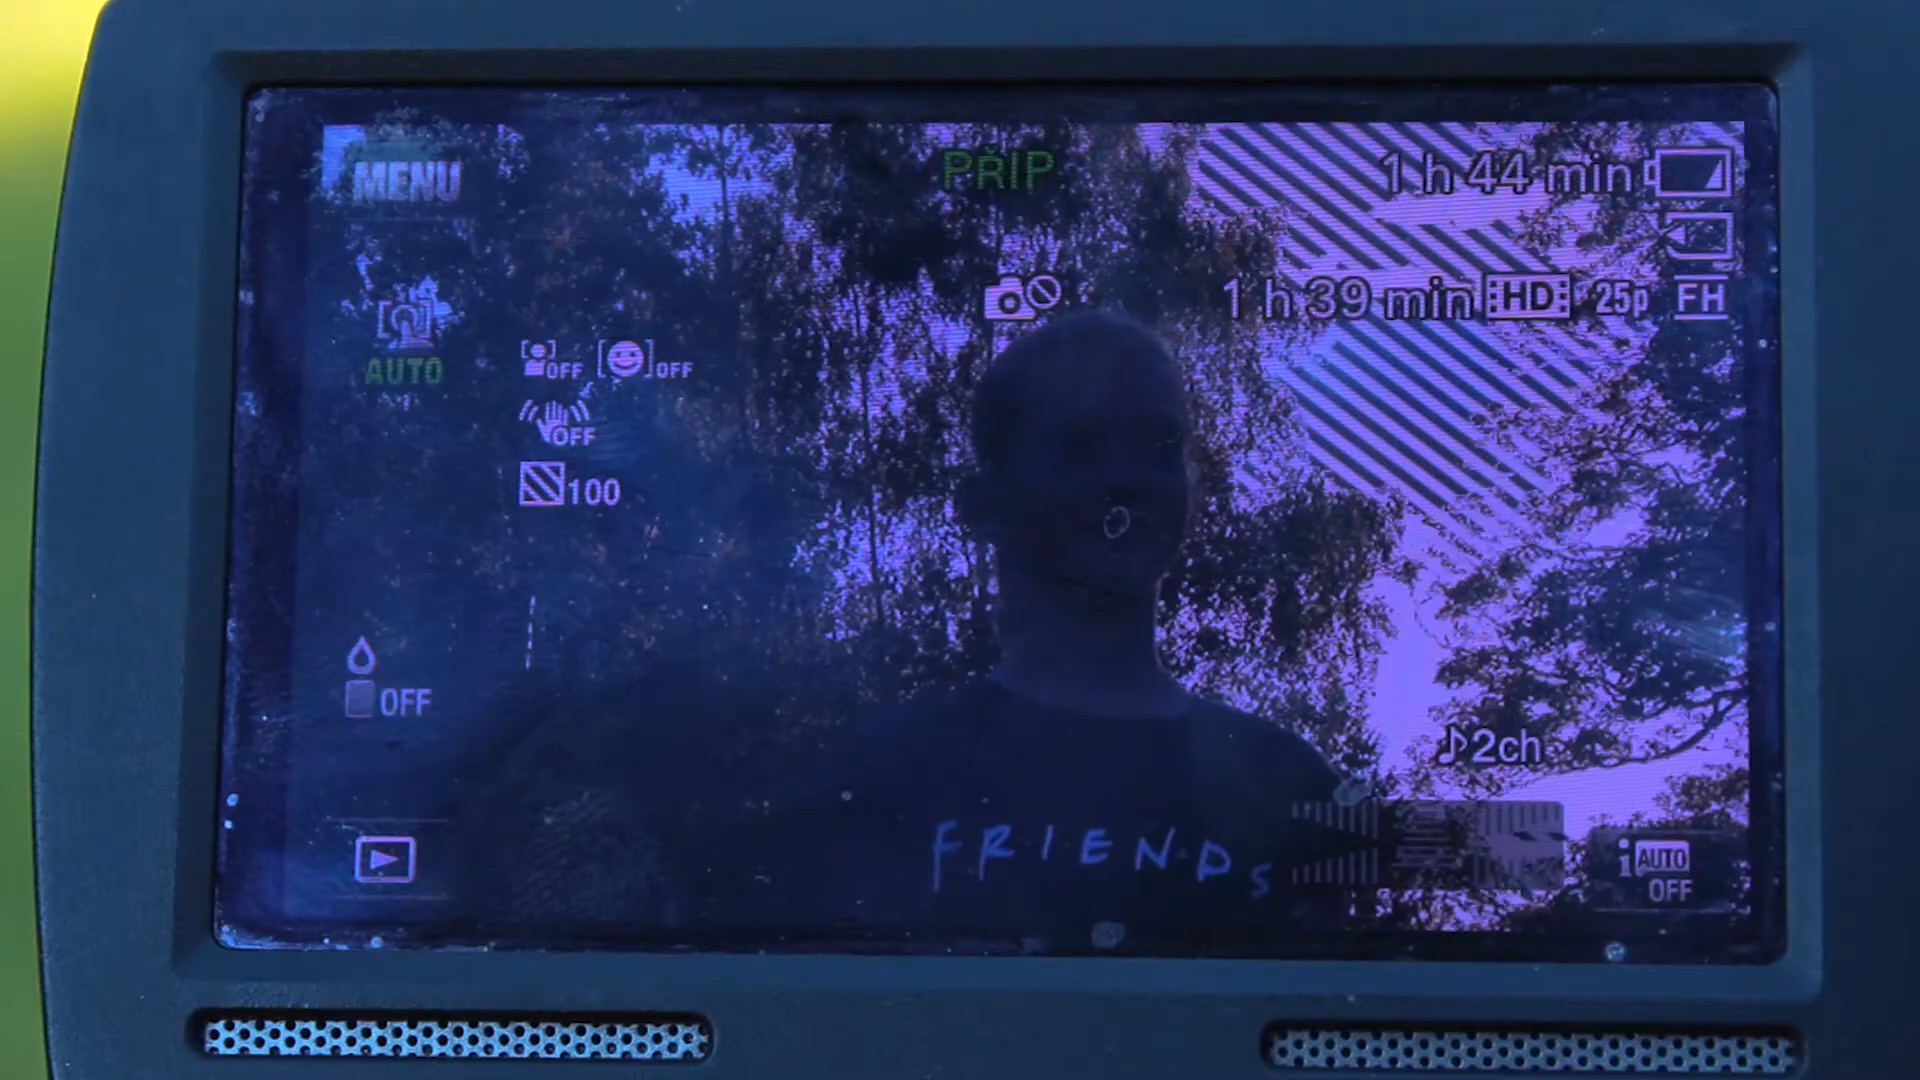 MENU
PŘIP.
1 h 44 min
1 h 39 min HD 25p FH
AUTO
OFF OFF
OFF
100
OFF
♪2ch
FRIENDS
iAUTO
OFF